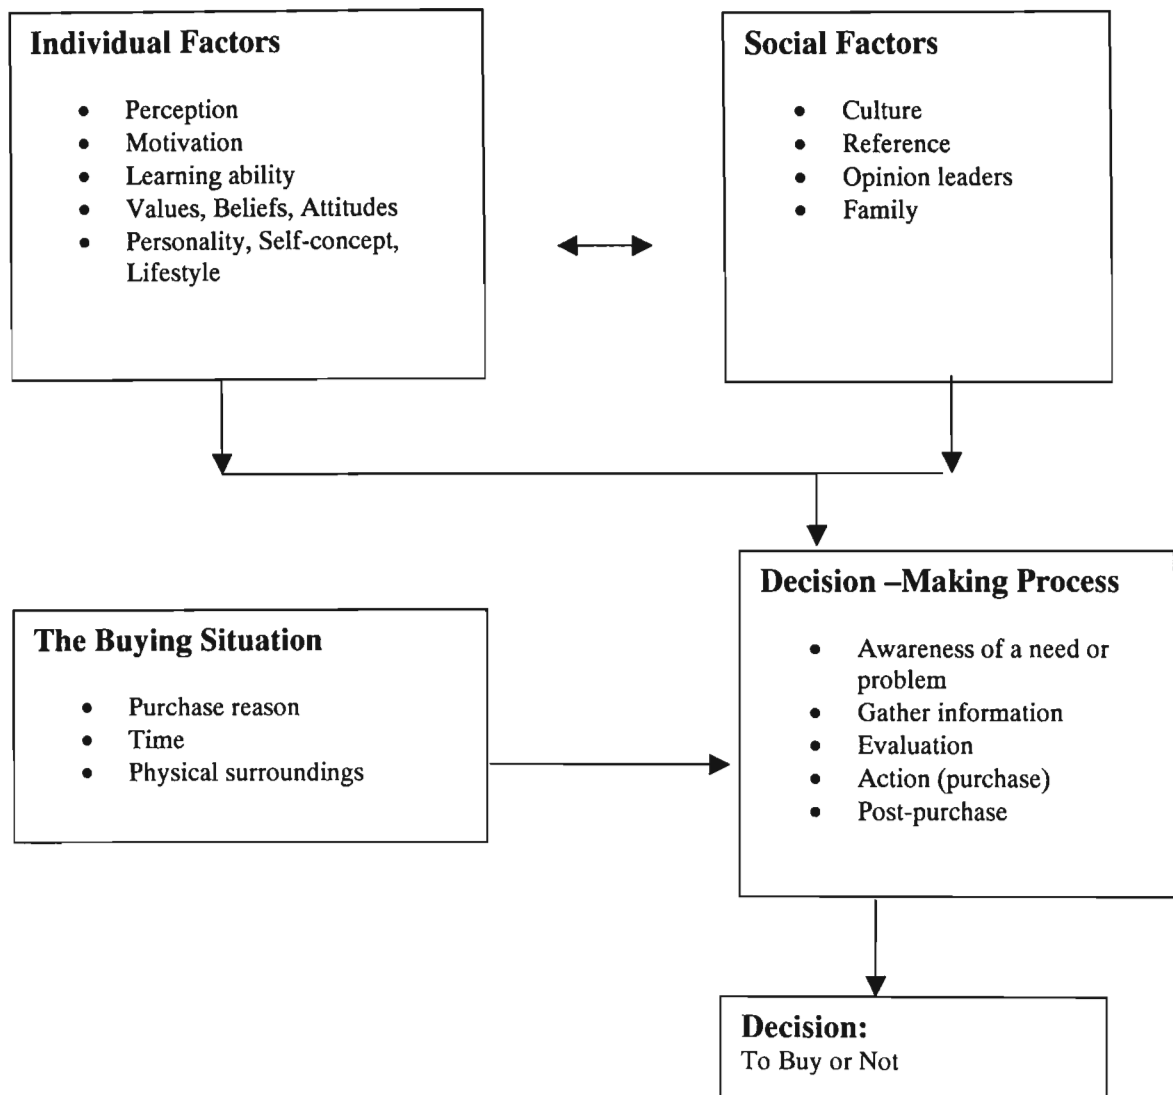 Individual Factors
• Perception
• Motivation
• Learning ability
• Values, Beliefs, Attitudes
• Personality, Self-concept,
Lifestyle
Social Factors
• Culture
• Reference
• Opinion leaders
• Family
The Buying Situation
• Purchase reason
• Time
• Physical surroundings
Decision –Making Process
• Awareness of a need or
problem
• Gather information
• Evaluation
• Action (purchase)
• Post-purchase
Decision:
To Buy or Not